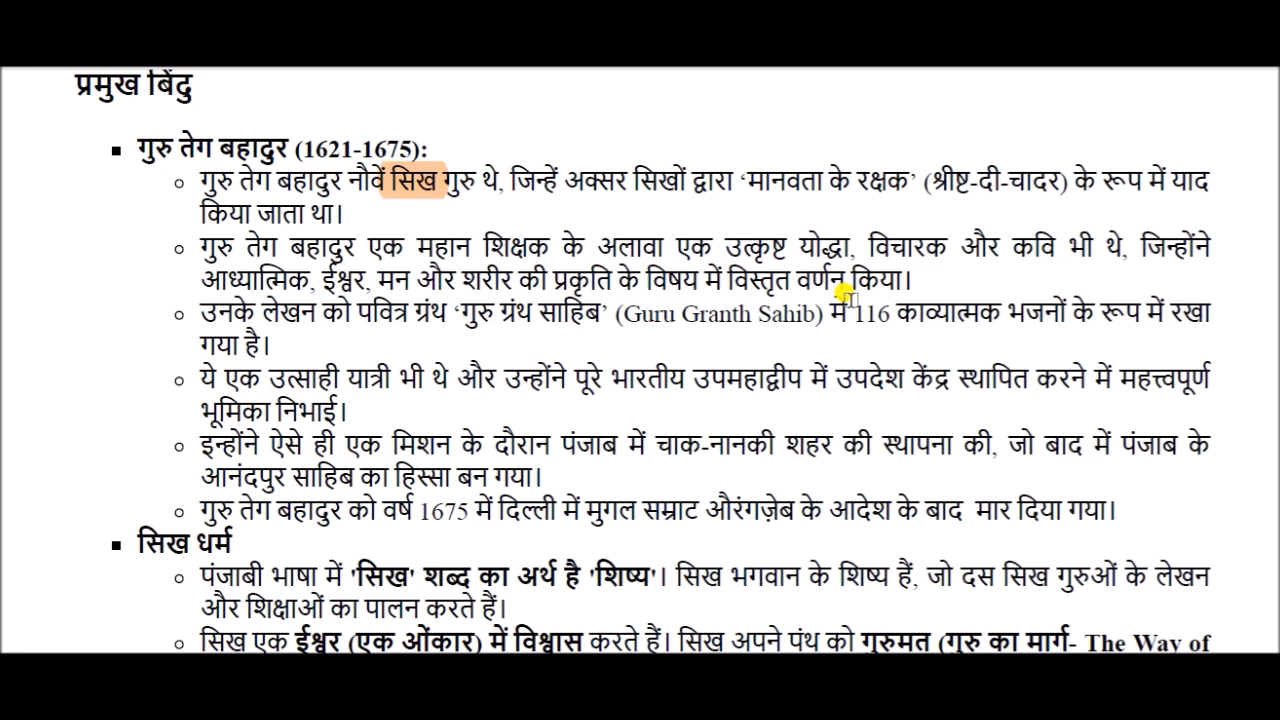 प्रमुख बिंदु
▪ गुरु तेग बहादुर (1621-1675):
○ गुरु तेग बहादुर नौवें सिख गुरु थे, जिन्हें अक्सर सिखों द्वारा ‘मानवता के रक्षक’ (श्रीष्ट-दी-चादर) के रूप में याद
किया जाता था।
○ गुरु तेग बहादुर एक महान शिक्षक के अलावा एक उत्कृष्ट योद्धा, विचारक और कवि भी थे, जिन्होंने
आध्यात्मिक, ईश्वर, मन और शरीर की प्रकृति के विषय में विस्तृत वर्णन किया।
○ उनके लेखन को पवित्र ग्रंथ ‘गुरु ग्रंथ साहिब’ (Guru Granth Sahib) में 116 काव्यात्मक भजनों के रूप में रखा
गया है।
○ ये एक उत्साही यात्री भी थे और उन्होंने पूरे भारतीय उपमहाद्वीप में उपदेश केंद्र स्थापित करने में महत्त्वपूर्ण
भूमिका निभाई।
○ इन्होंने ऐसे ही एक मिशन के दौरान पंजाब में चाक-नानकी शहर की स्थापना की, जो बाद में पंजाब के
आनंदपुर साहिब का हिस्सा बन गया।
○ गुरु तेग बहादुर को वर्ष 1675 में दिल्ली में मुगल सम्राट औरंगज़ेब के आदेश के बाद मार दिया गया।
▪ सिख धर्म
○ पंजाबी भाषा में 'सिख' शब्द का अर्थ है 'शिष्य'। सिख भगवान के शिष्य हैं, जो दस सिख गुरुओं के लेखन
और शिक्षाओं का पालन करते हैं।
○ सिख एक ईश्वर (एक ओंकार) में विश्वास करते हैं। सिख अपने पंथ को गुरुमत (गुरु का मार्ग- The Way of